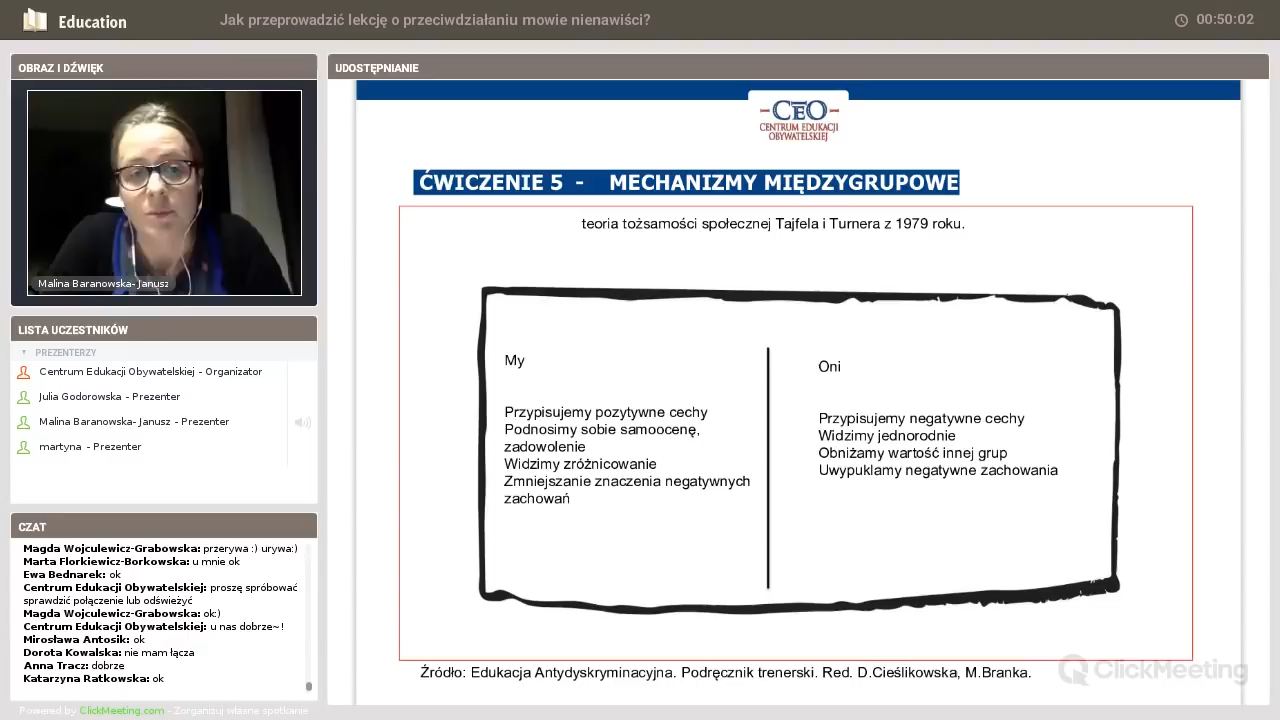 Education
Jak przeprowadzić lekcję o przeciwdziałaniu mowie nienawiści?
00:50:02
OBRAZ I DŹWIĘK
Malina Baranowska- Janusz
LISTA UCZESTNIKÓW
PREZENTERZY
Centrum Edukacji Obywatelskiej - Organizator
Julia Godorowska - Prezenter
Malina Baranowska- Janusz - Prezenter
martyna - Prezenter
CZAT
Magda Wojculewicz-Grabowska: przerywa :) urywa:)
Marta Florkiewicz-Borkowska: u mnie ok
Ewa Bednarek: ok
Centrum Edukacji Obywatelskiej: proszę spróbować
sprawdzić połączenie lub odświeżyć
Magda Wojculewicz-Grabowska: ok:)
Centrum Edukacji Obywatelskiej: u nas dobrze~!
Mirosława Antosik: ok
Dorota Kowalska: nie mam łącza
Anna Tracz: dobrze
Katarzyna Ratkowska: ok
Powered by ClickMeeting.com - Zorganizuj własne spotkanie
UDOSTĘPNIANIE
CEO
CENTRUM EDUKACJI
OBYWATELSKIEJ
ĆWICZENIE 5 - MECHANIZMY MIĘDZYGRUPOWE
teoria tożsamości społecznej Tajfela i Turnera z 1979 roku.
My
Przypisujemy pozytywne cechy
Podnosimy sobie samoocenę,
zadowolenie
Widzimy zróżnicowanie
Zmniejszanie znaczenia negatywnych
zachowań
Oni
Przypisujemy negatywne cechy
Widzimy jednorodnie
Obniżamy wartość innej grup
Uwypuklamy negatywne zachowania
Źródło: Edukacja Antydyskryminacyjna. Podręcznik trenerski. Red. D.Cieślikowska, M.Branka.
ClickMeeting